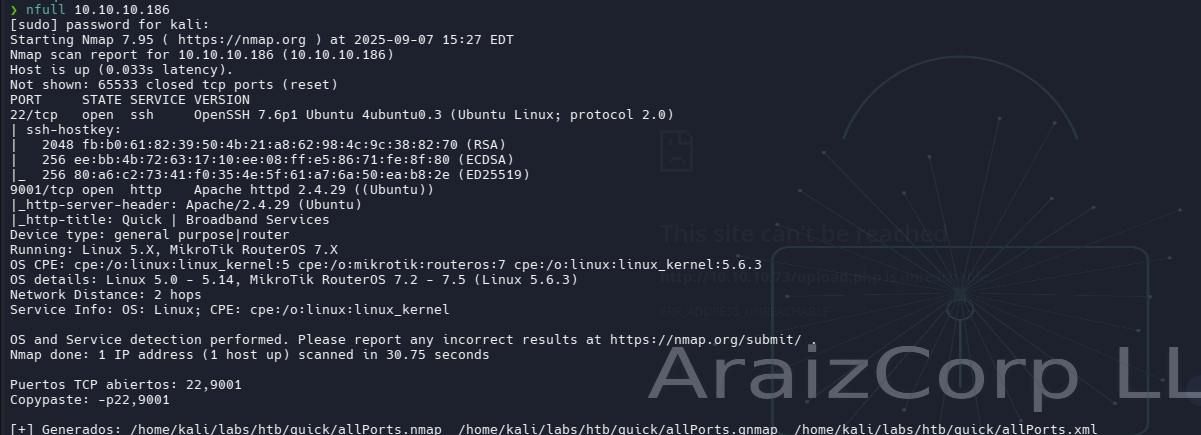 ❯ nfull 10.10.10.186
[sudo] password for kali:
Starting Nmap 7.95 ( https://nmap.org ) at 2025-09-07 15:27 EDT
Nmap scan report for 10.10.10.186 (10.10.10.186)
Host is up (0.033s latency).
Not shown: 65533 closed tcp ports (reset)
PORT     STATE SERVICE VERSION
22/tcp   open  ssh     OpenSSH 7.6p1 Ubuntu 4ubuntu0.3 (Ubuntu Linux; protocol 2.0)
| ssh-hostkey:
|   2048 fb:b0:61:82:39:50:4b:21:a8:62:98:4c:9c:38:82:70 (RSA)
|   256 ee:bb:4b:72:63:17:10:ee:08:ff:e5:86:71:fe:8f:80 (ECDSA)
|_  256 80:a6:c2:73:41:f0:35:4e:5f:61:a7:6a:50:ea:b8:2e (ED25519)
9001/tcp open  http    Apache httpd 2.4.29 ((Ubuntu))
|_http-server-header: Apache/2.4.29 (Ubuntu)
|_http-title: Quick | Broadband Services
Device type: general purpose|router
Running: Linux 5.X, MikroTik RouterOS 7.X
OS CPE: cpe:/o:linux:linux_kernel:5 cpe:/o:mikrotik:routeros:7 cpe:/o:linux:linux_kernel:5.6.3
OS details: Linux 5.0 - 5.14, MikroTik RouterOS 7.2 - 7.5 (Linux 5.6.3)
Network Distance: 2 hops
Service Info: OS: Linux; CPE: cpe:/o:linux:linux_kernel
This site can't be reached
ERR_ADDRESS_UNREACHABLE
OS and Service detection performed. Please report any incorrect results at https://nmap.org/submit/ .
Nmap done: 1 IP address (1 host up) scanned in 30.75 seconds
AraizCorp LL
Puertos TCP abiertos: 22,9001
Copypaste: -p22,9001
[+] Generados: /home/kali/labs/htb/quick/allPorts.nmap  /home/kali/labs/htb/quick/allPorts.gnmap  /home/kali/labs/htb/quick/allPorts.xml